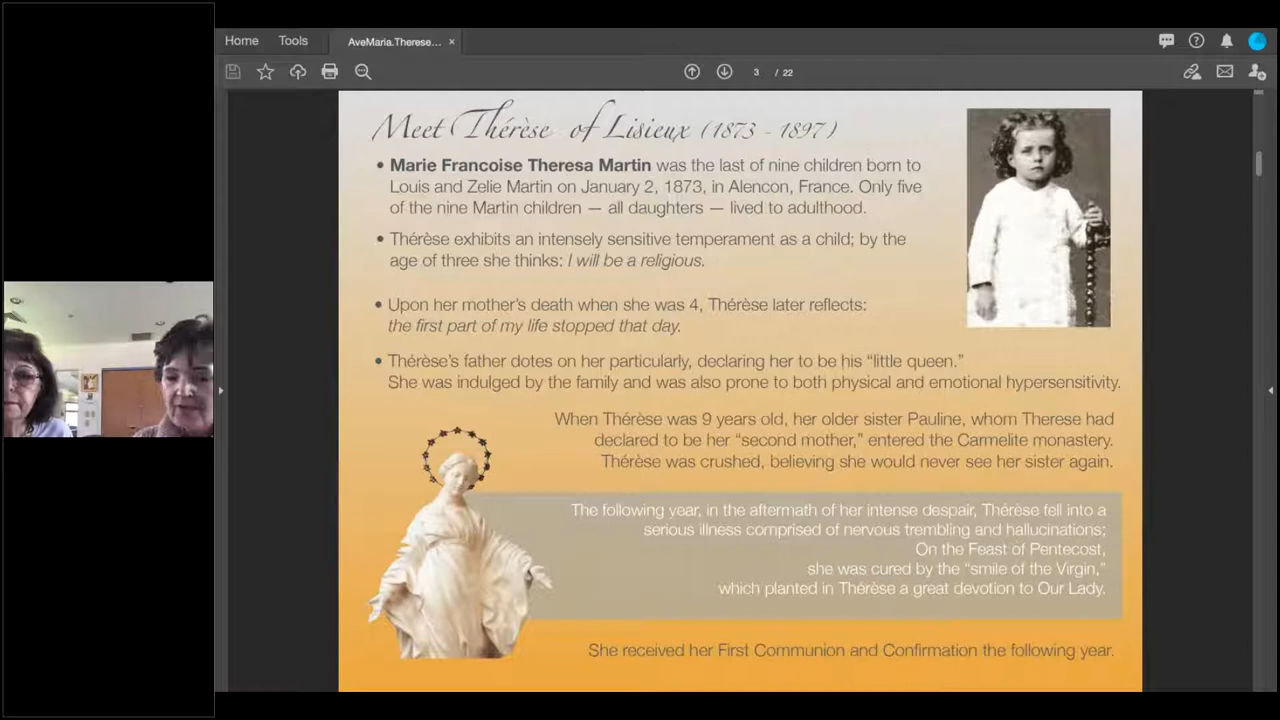 Home Tools AveMaria.Therese... ×
3 / 22
Meet Thérèse of Lisieux (1873 - 1897)
• Marie Francoise Theresa Martin was the last of nine children born to
Louis and Zelie Martin on January 2, 1873, in Alencon, France. Only five
of the nine Martin children — all daughters — lived to adulthood.
• Thérèse exhibits an intensely sensitive temperament as a child; by the
age of three she thinks: I will be a religious.
• Upon her mother's death when she was 4, Thérèse later reflects:
the first part of my life stopped that day.
• Thérèse's father dotes on her particularly, declaring her to be his "little queen."
She was indulged by the family and was also prone to both physical and emotional hypersensitivity.
When Thérèse was 9 years old, her older sister Pauline, whom Therese had
declared to be her "second mother," entered the Carmelite monastery.
Thérèse was crushed, believing she would never see her sister again.
The following year, in the aftermath of her intense despair, Thérèse fell into a
serious illness comprised of nervous trembling and hallucinations;
On the Feast of Pentecost,
she was cured by the "smile of the Virgin,"
which planted in Thérèse a great devotion to Our Lady.
She received her First Communion and Confirmation the following year.